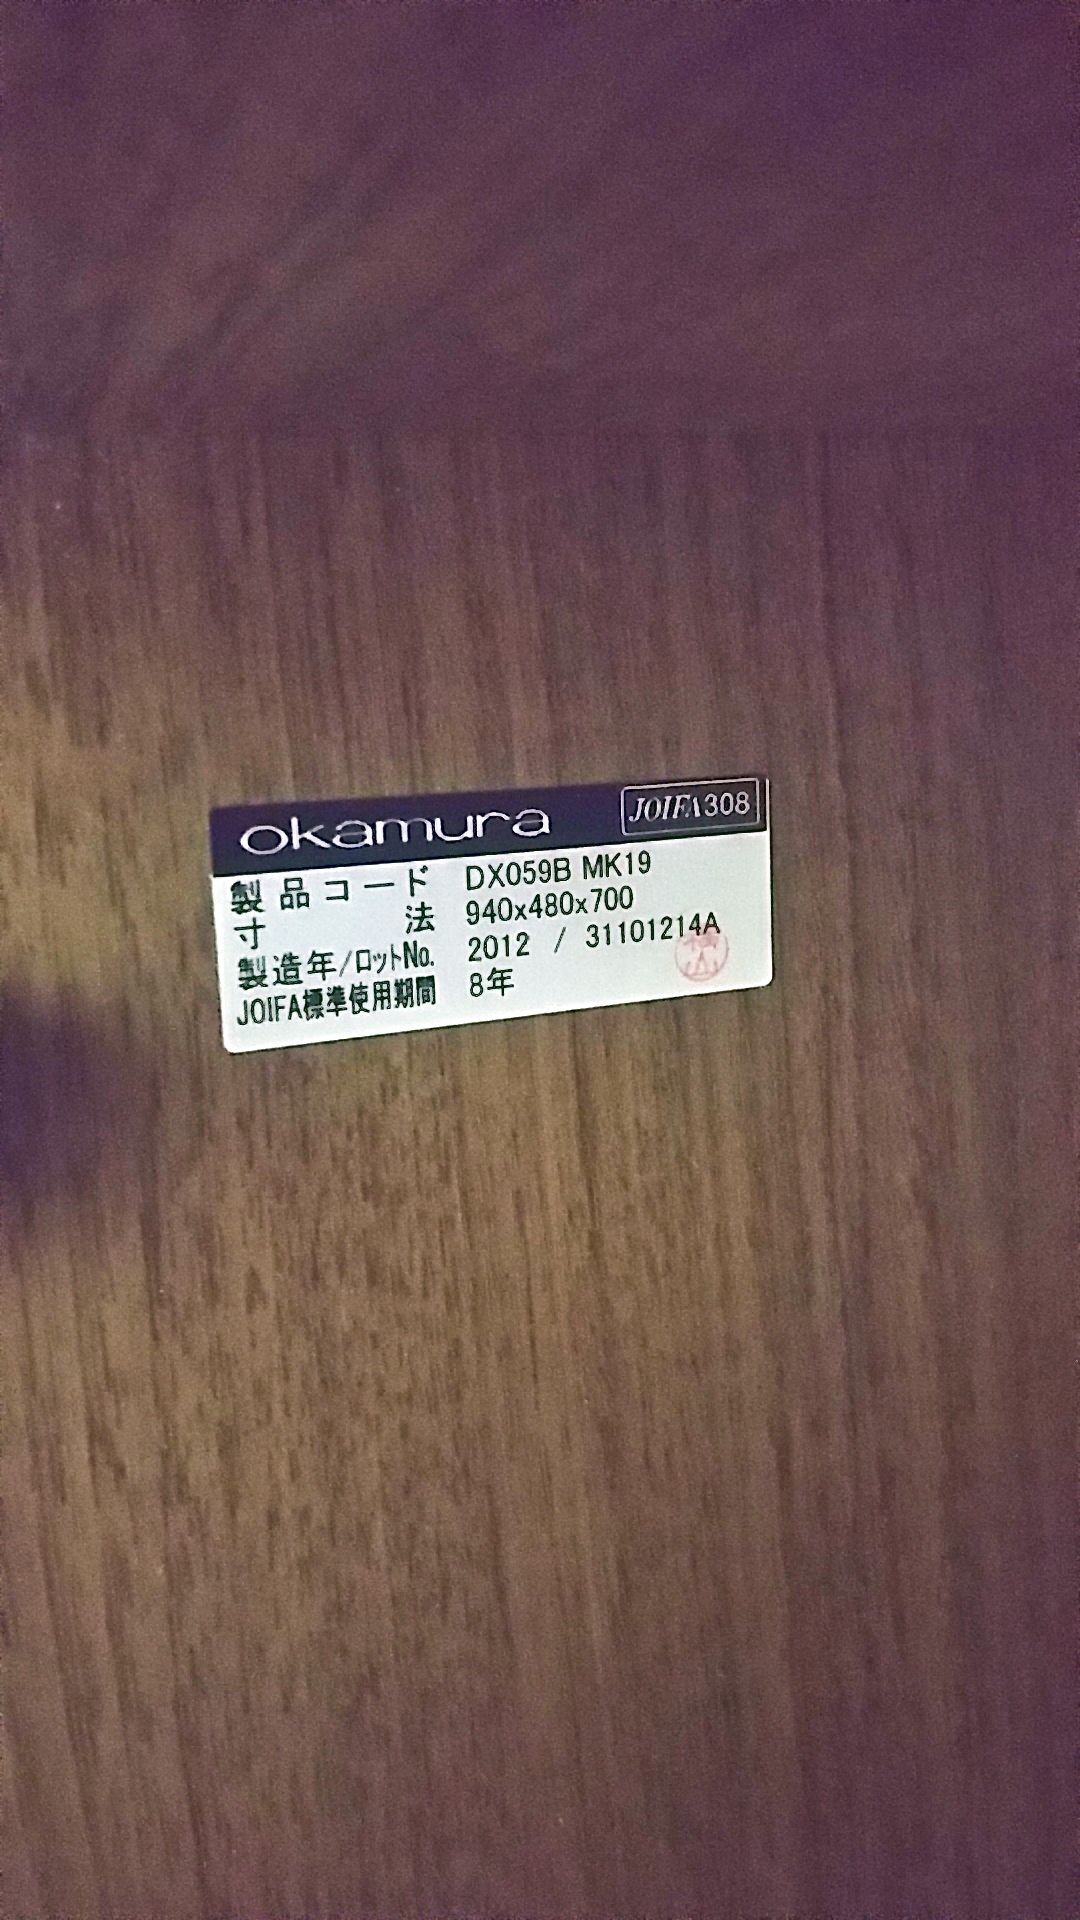 okamura JOIFA308
製品コード DX059B MK19
寸法 940x480x700
製造年/ロットNo. 2012 / 31101214A
JOIFA標準使用期間 8年